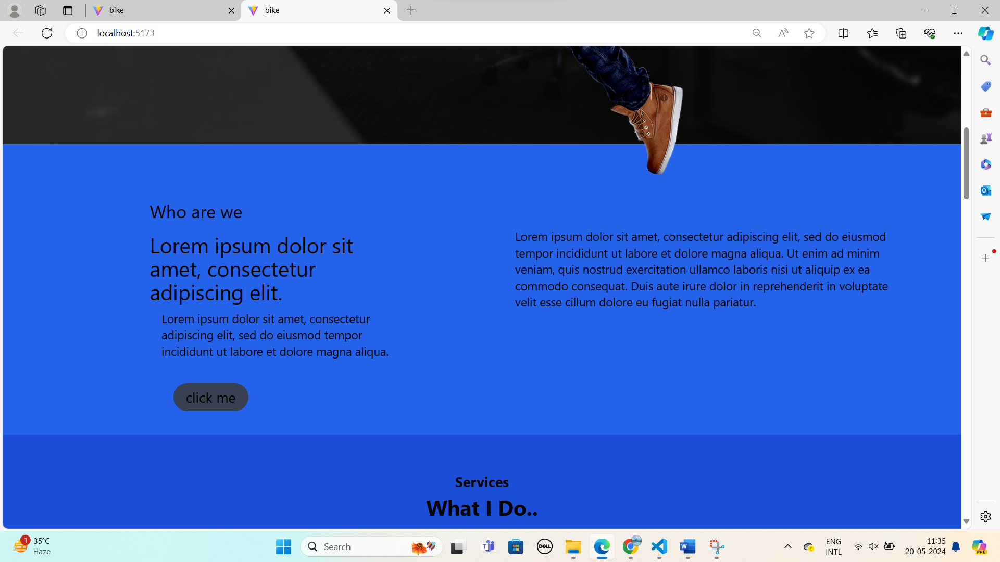 bike
bike
localhost:5173
Who are we
Lorem ipsum dolor sit
amet, consectetur
adipiscing elit.
Lorem ipsum dolor sit amet, consectetur
adipiscing elit, sed do eiusmod tempor
incididunt ut labore et dolore magna aliqua.
click me
Lorem ipsum dolor sit amet, consectetur adipiscing elit, sed do eiusmod
tempor incididunt ut labore et dolore magna aliqua. Ut enim ad minim
veniam, quis nostrud exercitation ullamco laboris nisi ut aliquip ex ea
commodo consequat. Duis aute irure dolor in reprehenderit in voluptate
velit esse cillum dolore eu fugiat nulla pariatur.
Services
What I Do..
1
35°C
Haze
Search
DELL
ENG
INTL
11:35
20-05-2024
PRE